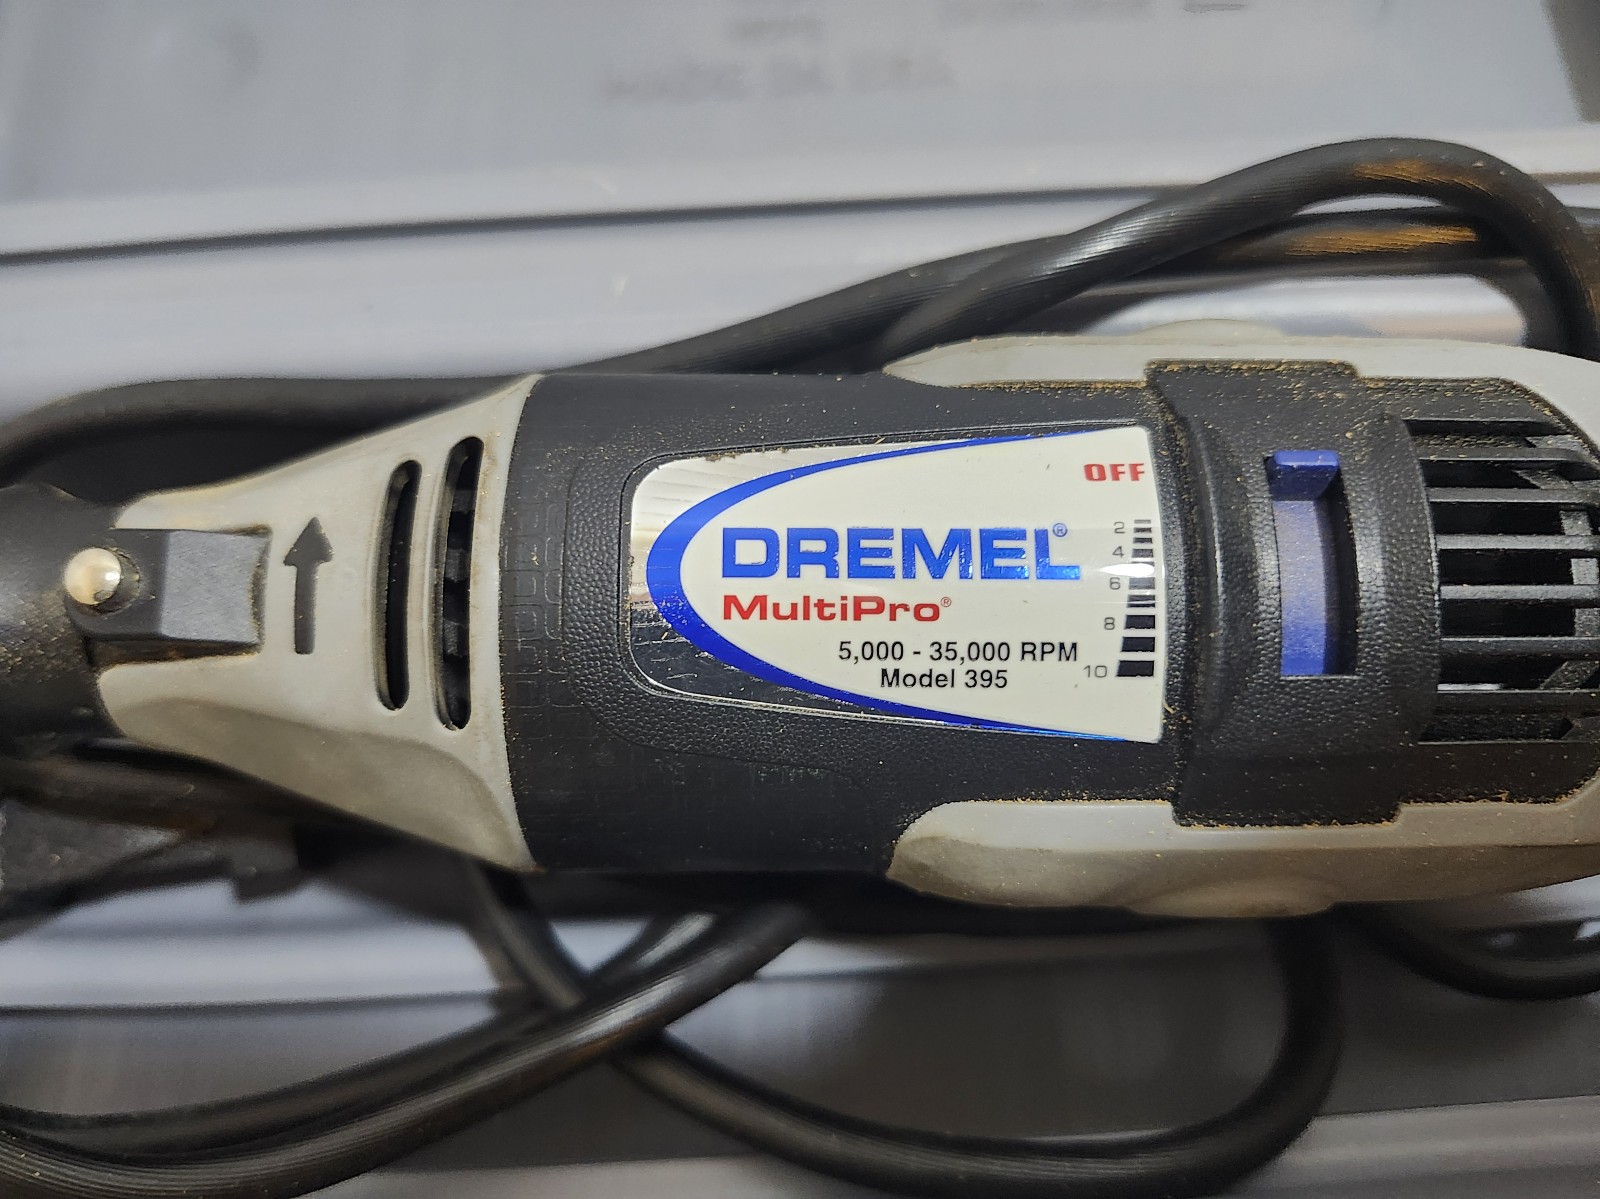 OFF
DREMEL®
MultiPro®
5,000 - 35,000 RPM
Model 395
2
4
6
8
10